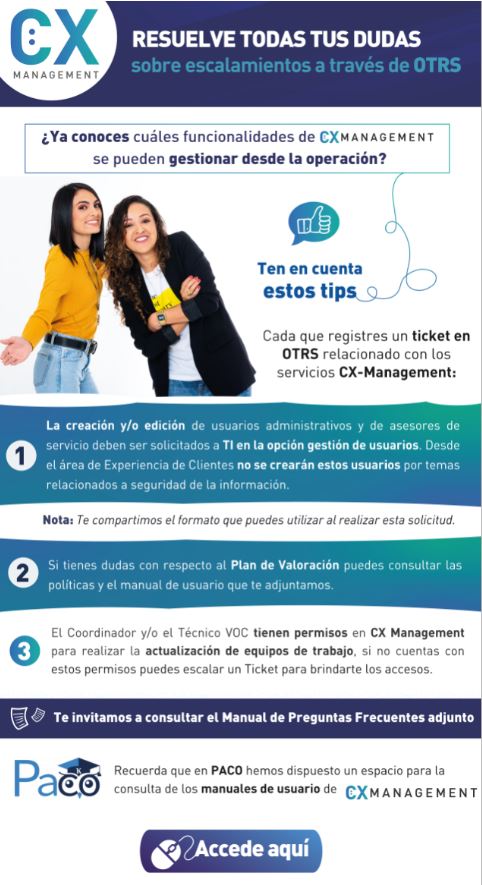 CX
MANAGEMENT
RESUELVE TODAS TUS DUDAS
sobre escalamientos a través de OTRS
¿Ya conoces cuáles funcionalidades de CXMANAGEMENT
se pueden gestionar desde la operación?
Ten en cuenta
estos tips
Cada que registres un ticket en
OTRS relacionado con los
servicios CX-Management:
1
La creación y/o edición de usuarios administrativos y de asesores de
servicio deben ser solicitados a TI en la opción gestión de usuarios. Desde
el área de Experiencia de Clientes no se crearán estos usuarios por temas
relacionados a seguridad de la información.
Nota: Te compartimos el formato que puedes utilizar al realizar esta solicitud.
2
Si tienes dudas con respecto al Plan de Valoración puedes consultar las
políticas y el manual de usuario que te adjuntamos.
3
El Coordinador y/o el Técnico VOC tienen permisos en CX Management
para realizar la actualización de equipos de trabajo, si no cuentas con
estos permisos puedes escalar un Ticket para brindarte los accesos.
Te invitamos a consultar el Manual de Preguntas Frecuentes adjunto
Paco
Recuerda que en PACO hemos dispuesto un espacio para la
consulta de los manuales de usuario de CXMANAGEMENT
Accede aquí